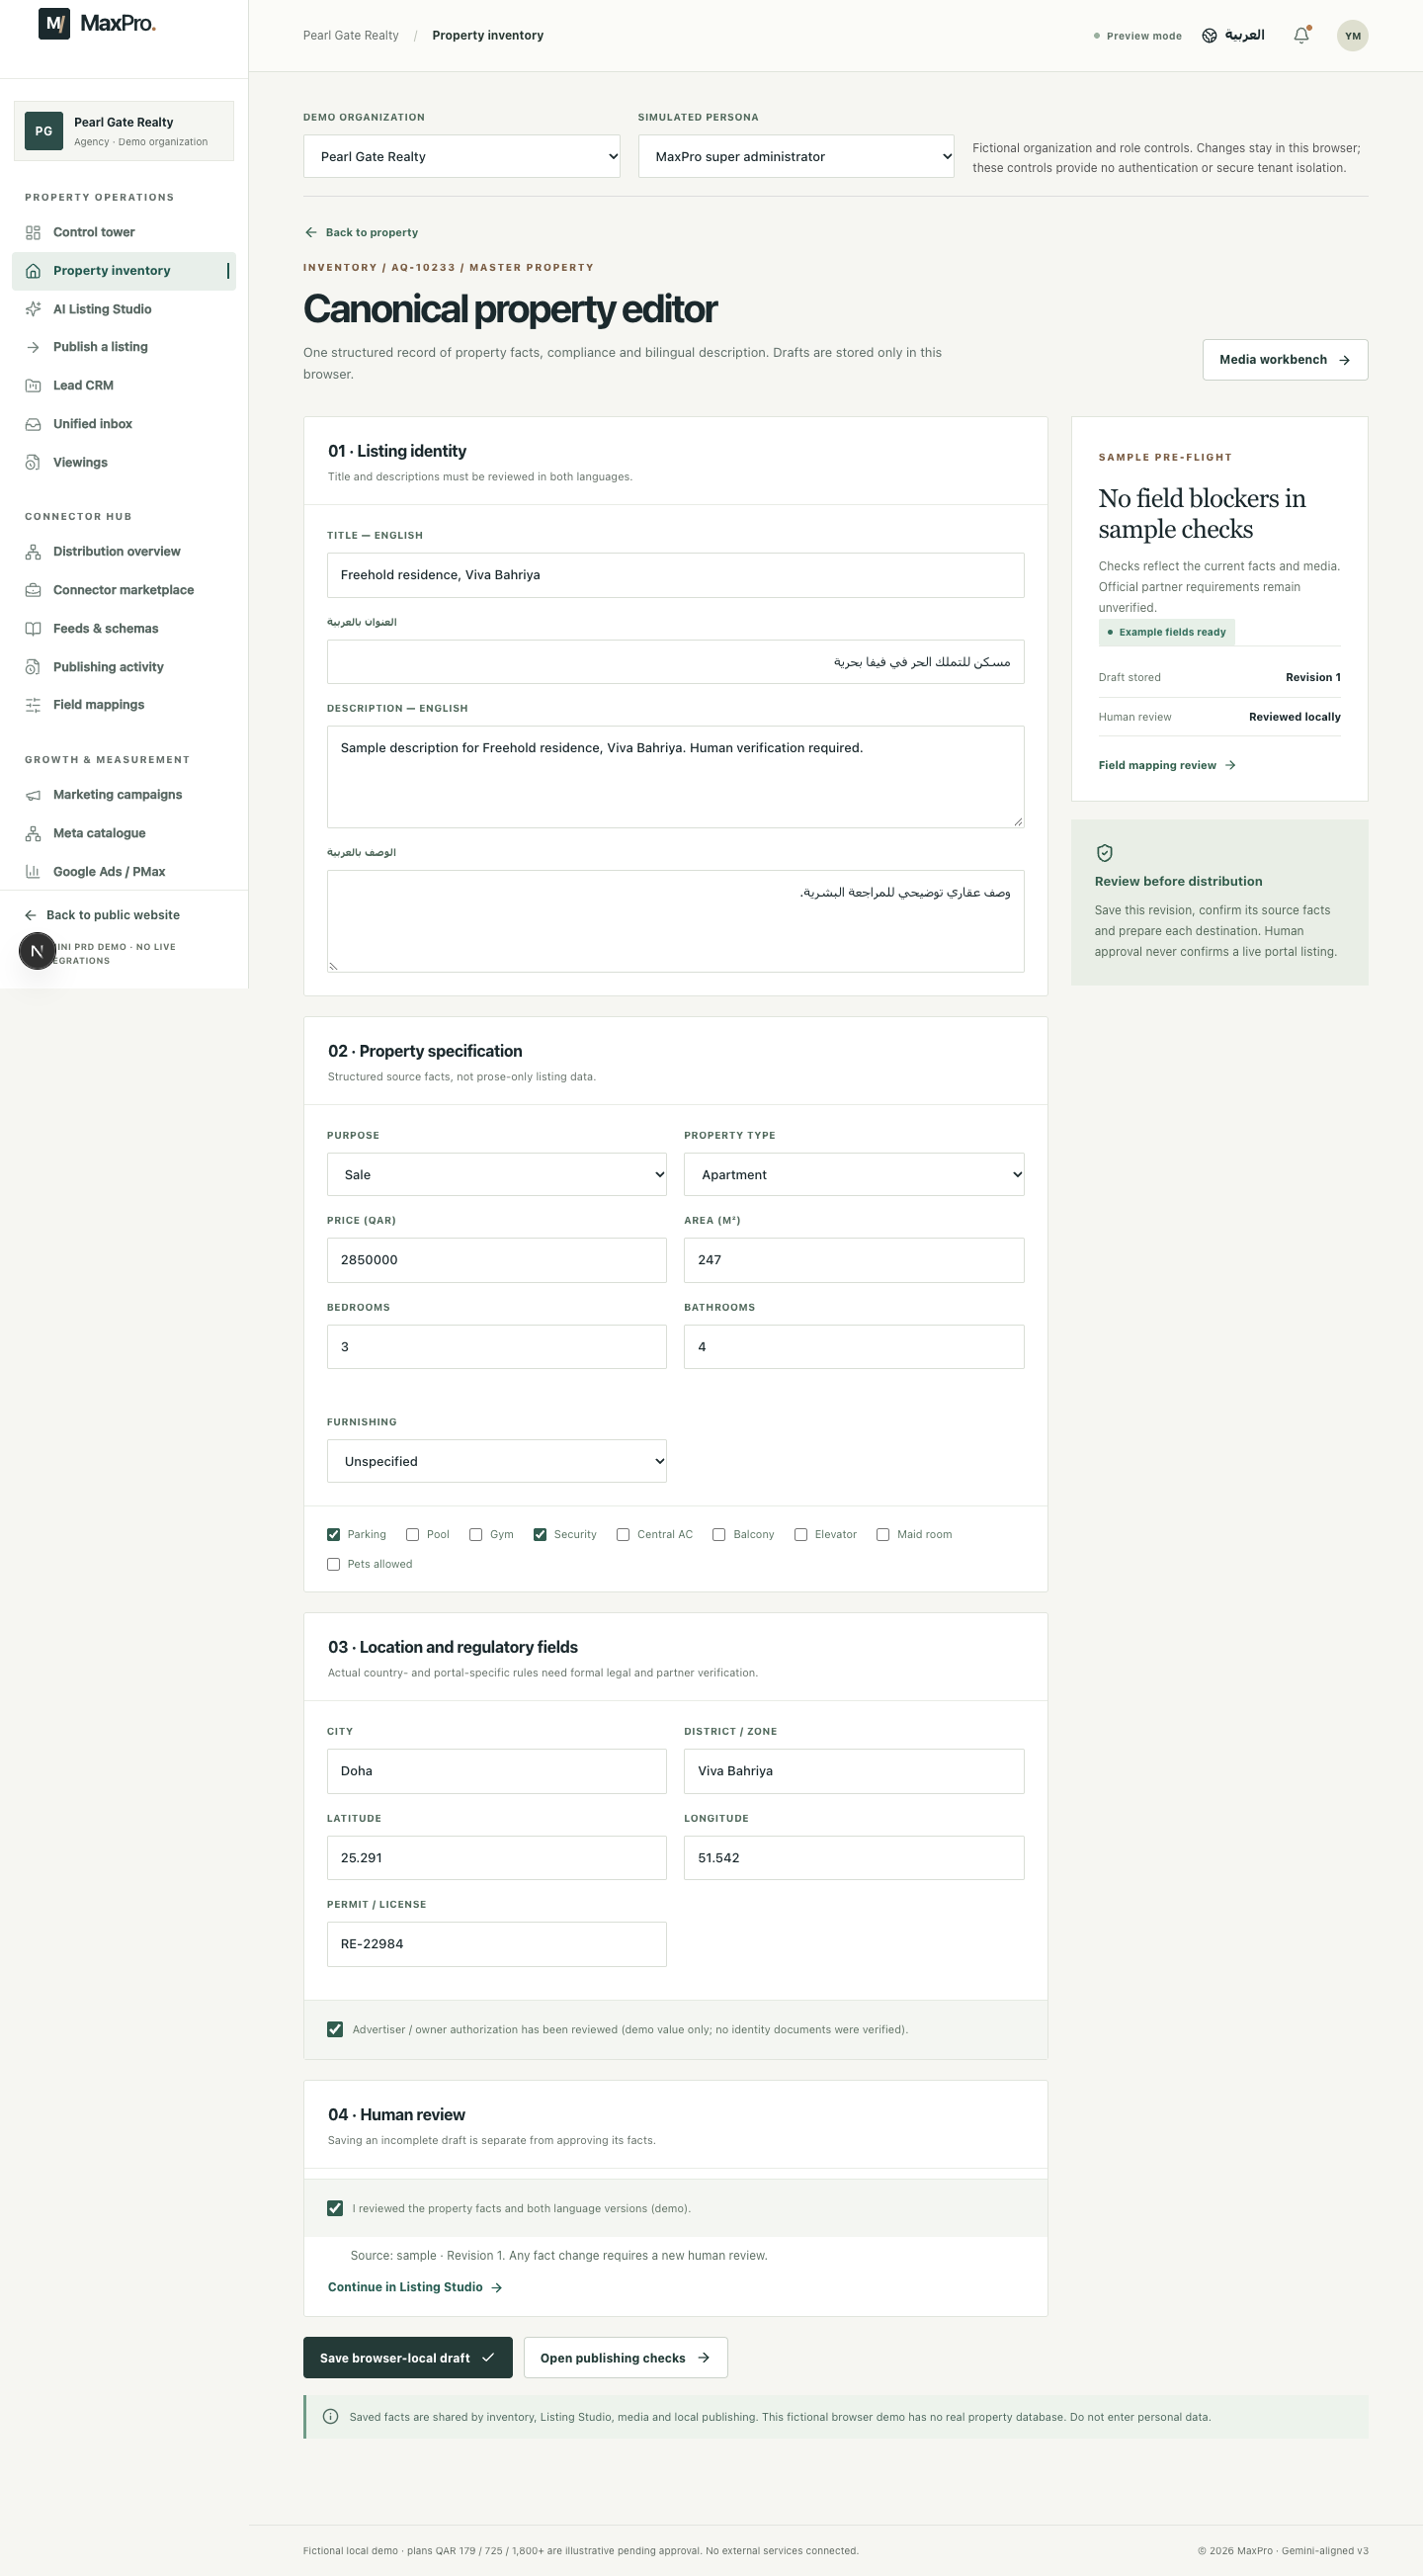 M/ MaxPro.
Pearl Gate Realty / Property inventory
Preview mode
العربية
YM
PG
Pearl Gate Realty
Agency · Demo organization
PROPERTY OPERATIONS
Control tower
Property inventory
AI Listing Studio
Publish a listing
Lead CRM
Unified inbox
Viewings
CONNECTOR HUB
Distribution overview
Connector marketplace
Feeds & schemas
Publishing activity
Field mappings
GROWTH & MEASUREMENT
Marketing campaigns
Meta catalogue
Google Ads / PMax
Back to public website
INI PRD DEMO · NO LIVE
EGRATIONS
N
DEMO ORGANIZATION
Pearl Gate Realty
SIMULATED PERSONA
MaxPro super administrator
Fictional organization and role controls. Changes stay in this browser;
these controls provide no authentication or secure tenant isolation.
Back to property
INVENTORY / AQ-10233 / MASTER PROPERTY
Canonical property editor
One structured record of property facts, compliance and bilingual description. Drafts are stored only in this
browser.
Media workbench
01 · Listing identity
Title and descriptions must be reviewed in both languages.
TITLE — ENGLISH
Freehold residence, Viva Bahriya
العنوان بالعربية
مسكن للتملك الحر في فيفا بحرية
DESCRIPTION — ENGLISH
Sample description for Freehold residence, Viva Bahriya. Human verification required.
الوصف بالعربية
وصف عقاري توضيحي للمراجعة البشرية.
SAMPLE PRE-FLIGHT
No field blockers in
sample checks
Checks reflect the current facts and media.
Official partner requirements remain
unverified.
Example fields ready
Draft stored Revision 1
Human review Reviewed locally
Field mapping review
Review before distribution
Save this revision, confirm its source facts
and prepare each destination. Human
approval never confirms a live portal listing.
02 · Property specification
Structured source facts, not prose-only listing data.
PURPOSE
Sale
PROPERTY TYPE
Apartment
PRICE (QAR)
2850000
AREA (M²)
247
BEDROOMS
3
BATHROOMS
4
FURNISHING
Unspecified
Parking Pool Gym Security Central AC Balcony Elevator Maid room
Pets allowed
03 · Location and regulatory fields
Actual country- and portal-specific rules need formal legal and partner verification.
CITY
Doha
DISTRICT / ZONE
Viva Bahriya
LATITUDE
25.291
LONGITUDE
51.542
PERMIT / LICENSE
RE-22984
Advertiser / owner authorization has been reviewed (demo value only; no identity documents were verified).
04 · Human review
Saving an incomplete draft is separate from approving its facts.
I reviewed the property facts and both language versions (demo).
Source: sample · Revision 1. Any fact change requires a new human review.
Continue in Listing Studio
Save browser-local draft
Open publishing checks
Saved facts are shared by inventory, Listing Studio, media and local publishing. This fictional browser demo has no real property database. Do not enter personal data.
Fictional local demo · plans QAR 179 / 725 / 1,800+ are illustrative pending approval. No external services connected.
© 2026 MaxPro · Gemini-aligned v3